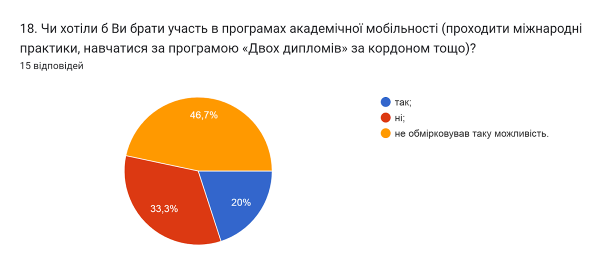 18. Чи хотіли б Ви брати участь в програмах академічної мобільності (проходити міжнародні
практики, навчатися за програмою «Двох дипломів» за кордоном тощо)?
15 відповідей
46,7%
33,3%
20%
так;
ні;
не обмірковував таку можливість.